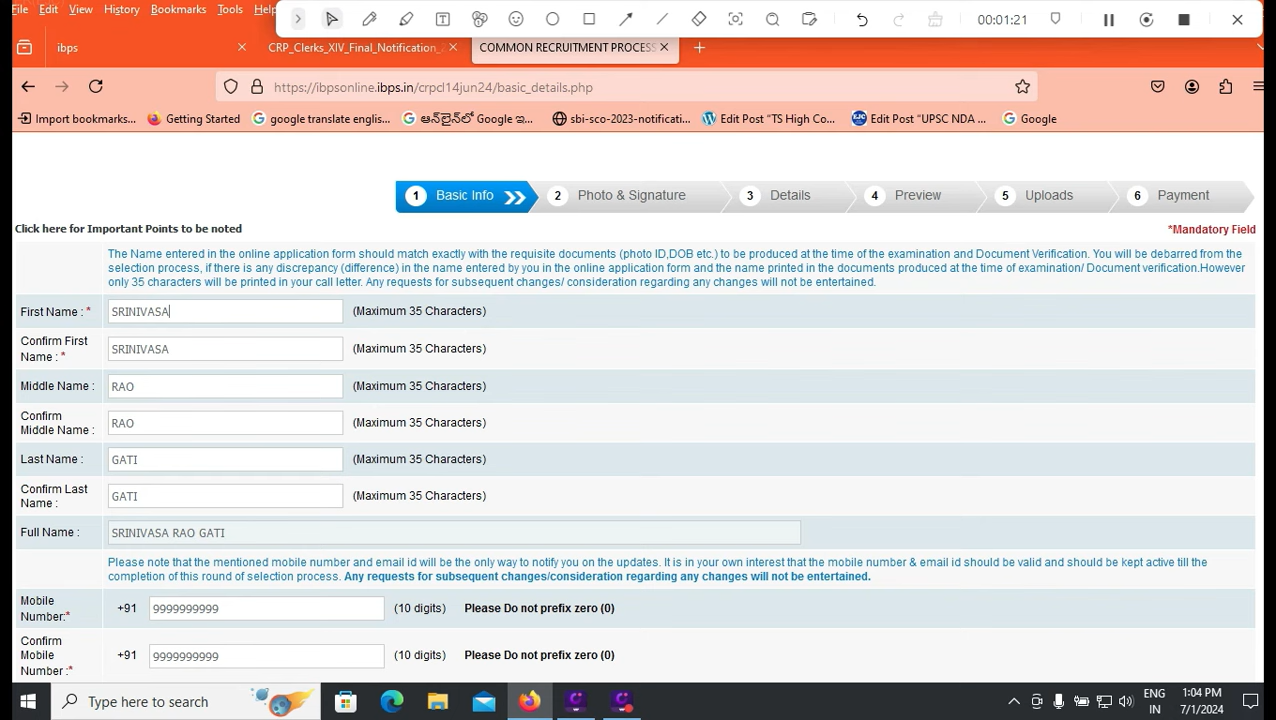 File Edit View History Bookmarks Tools
00:01:21
ibps
CRP_Clerks_XIV_Final_Notification_
COMMON RECRUITMENT PROCESS
https://ibpsonline.ibps.in/crpcl14jun24/basic_details.php
Import bookmarks...
Getting Started
google translate englis...
ఆన్‌లైన్‌లో Google ఇ...
sbi-sco-2023-notificati...
Edit Post “TS High Co...
Edit Post “UPSC NDA ...
Google
1 Basic Info
2 Photo & Signature
3 Details
4 Preview
5 Uploads
6 Payment
Click here for Important Points to be noted
*Mandatory Field
The Name entered in the online application form should match exactly with the requisite documents (photo ID,DOB etc.) to be produced at the time of the examination and Document Verification. You will be debarred from the
selection process, if there is any discrepancy (difference) in the name entered by you in the online application form and the name printed in the documents produced at the time of examination/ Document verification.However
only 35 characters will be printed in your call letter. Any requests for subsequent changes/ consideration regarding any changes will not be entertained.
First Name : * SRINIVASA (Maximum 35 Characters)
Confirm First
Name : * SRINIVASA (Maximum 35 Characters)
Middle Name : RAO (Maximum 35 Characters)
Confirm
Middle Name : RAO (Maximum 35 Characters)
Last Name : GATI (Maximum 35 Characters)
Confirm Last
Name : GATI (Maximum 35 Characters)
Full Name : SRINIVASA RAO GATI
Please note that the mentioned mobile number and email id will be the only way to notify you on the updates. It is in your own interest that the mobile number & email id should be valid and should be kept active till the
completion of this round of selection process. Any requests for subsequent changes/consideration regarding any changes will not be entertained.
Mobile
Number:* +91 9999999999 (10 digits) Please Do not prefix zero (0)
Confirm
Mobile
Number :* +91 9999999999 (10 digits) Please Do not prefix zero (0)
Type here to search
ENG
IN
1:04 PM
7/1/2024